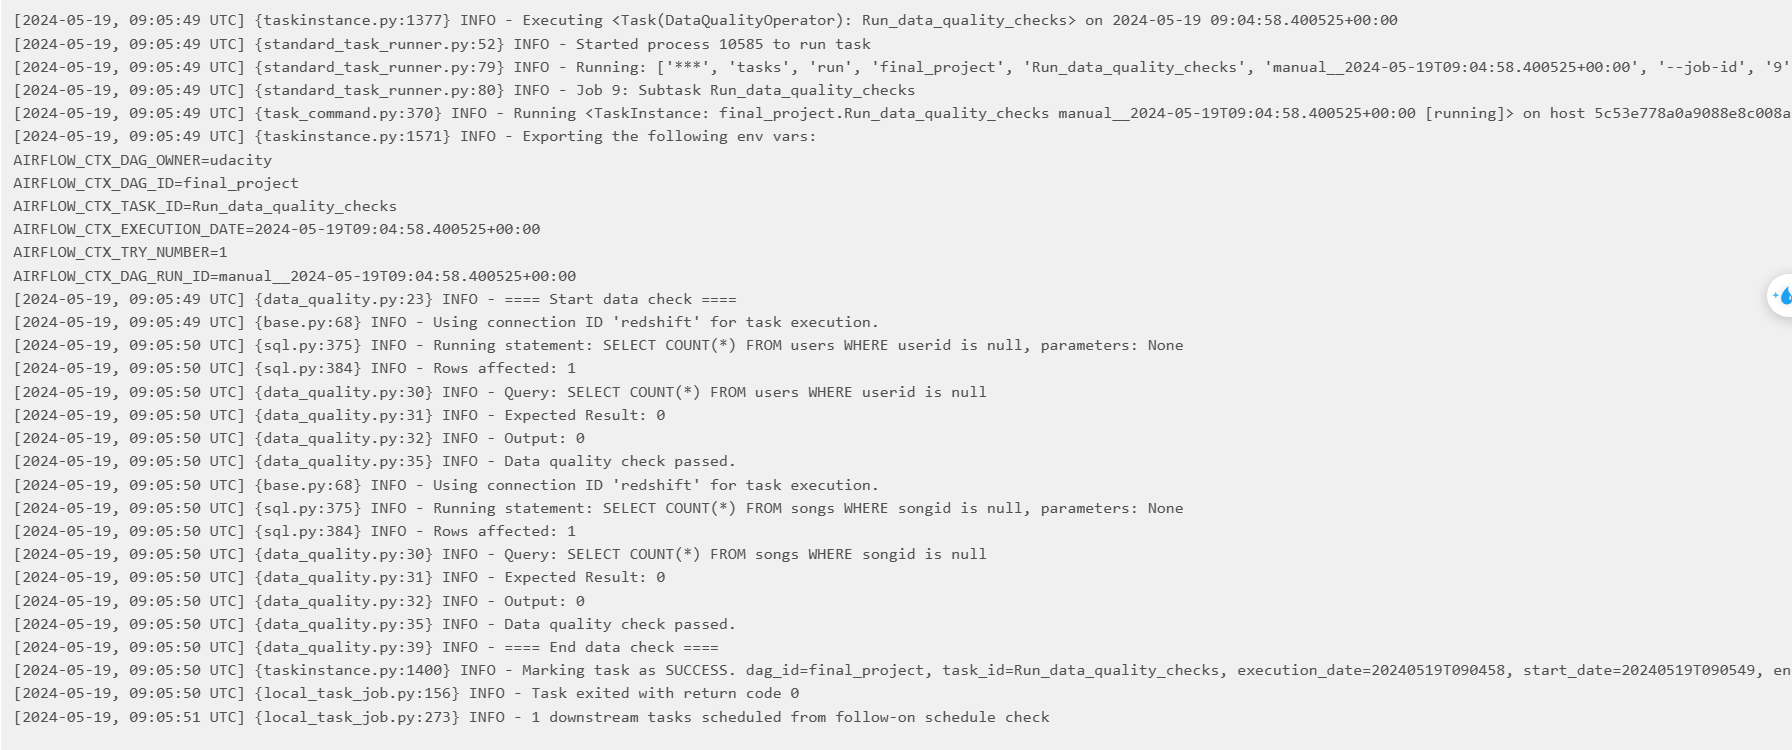 [2024-05-19, 09:05:49 UTC] {taskinstance.py:1377} INFO - Executing <Task(DataQualityOperator): Run_data_quality_checks> on 2024-05-19 09:04:58.400525+00:00
[2024-05-19, 09:05:49 UTC] {standard_task_runner.py:52} INFO - Started process 10585 to run task
[2024-05-19, 09:05:49 UTC] {standard_task_runner.py:79} INFO - Running: ['***', 'tasks', 'run', 'final_project', 'Run_data_quality_checks', 'manual__2024-05-19T09:04:58.400525+00:00', '--job-id', '9'
[2024-05-19, 09:05:49 UTC] {standard_task_runner.py:80} INFO - Job 9: Subtask Run_data_quality_checks
[2024-05-19, 09:05:49 UTC] {task_command.py:370} INFO - Running <TaskInstance: final_project.Run_data_quality_checks manual__2024-05-19T09:04:58.400525+00:00 [running]> on host 5c53e778a0a9088e8c008a
[2024-05-19, 09:05:49 UTC] {taskinstance.py:1571} INFO - Exporting the following env vars:
AIRFLOW_CTX_DAG_OWNER=udacity
AIRFLOW_CTX_DAG_ID=final_project
AIRFLOW_CTX_TASK_ID=Run_data_quality_checks
AIRFLOW_CTX_EXECUTION_DATE=2024-05-19T09:04:58.400525+00:00
AIRFLOW_CTX_TRY_NUMBER=1
AIRFLOW_CTX_DAG_RUN_ID=manual__2024-05-19T09:04:58.400525+00:00
[2024-05-19, 09:05:49 UTC] {data_quality.py:23} INFO - ==== Start data check ====
[2024-05-19, 09:05:49 UTC] {base.py:68} INFO - Using connection ID 'redshift' for task execution.
[2024-05-19, 09:05:50 UTC] {sql.py:375} INFO - Running statement: SELECT COUNT(*) FROM users WHERE userid is null, parameters: None
[2024-05-19, 09:05:50 UTC] {sql.py:384} INFO - Rows affected: 1
[2024-05-19, 09:05:50 UTC] {data_quality.py:30} INFO - Query: SELECT COUNT(*) FROM users WHERE userid is null
[2024-05-19, 09:05:50 UTC] {data_quality.py:31} INFO - Expected Result: 0
[2024-05-19, 09:05:50 UTC] {data_quality.py:32} INFO - Output: 0
[2024-05-19, 09:05:50 UTC] {data_quality.py:35} INFO - Data quality check passed.
[2024-05-19, 09:05:50 UTC] {base.py:68} INFO - Using connection ID 'redshift' for task execution.
[2024-05-19, 09:05:50 UTC] {sql.py:375} INFO - Running statement: SELECT COUNT(*) FROM songs WHERE songid is null, parameters: None
[2024-05-19, 09:05:50 UTC] {sql.py:384} INFO - Rows affected: 1
[2024-05-19, 09:05:50 UTC] {data_quality.py:30} INFO - Query: SELECT COUNT(*) FROM songs WHERE songid is null
[2024-05-19, 09:05:50 UTC] {data_quality.py:31} INFO - Expected Result: 0
[2024-05-19, 09:05:50 UTC] {data_quality.py:32} INFO - Output: 0
[2024-05-19, 09:05:50 UTC] {data_quality.py:35} INFO - Data quality check passed.
[2024-05-19, 09:05:50 UTC] {data_quality.py:39} INFO - ==== End data check ====
[2024-05-19, 09:05:50 UTC] {taskinstance.py:1400} INFO - Marking task as SUCCESS. dag_id=final_project, task_id=Run_data_quality_checks, execution_date=20240519T090458, start_date=20240519T090549, en
[2024-05-19, 09:05:50 UTC] {local_task_job.py:156} INFO - Task exited with return code 0
[2024-05-19, 09:05:51 UTC] {local_task_job.py:273} INFO - 1 downstream tasks scheduled from follow-on schedule check